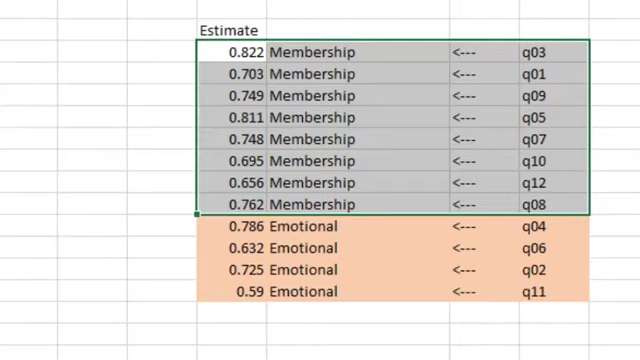 Estimate
0.822 Membership <--- q03
0.703 Membership <--- q01
0.749 Membership <--- q09
0.811 Membership <--- q05
0.748 Membership <--- q07
0.695 Membership <--- q10
0.656 Membership <--- q12
0.762 Membership <--- q08
0.786 Emotional <--- q04
0.632 Emotional <--- q06
0.725 Emotional <--- q02
0.59 Emotional <--- q11